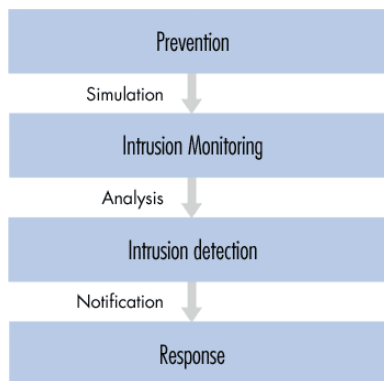 Prevention
Simulation
Intrusion Monitoring
Analysis
Intrusion detection
Notification
Response